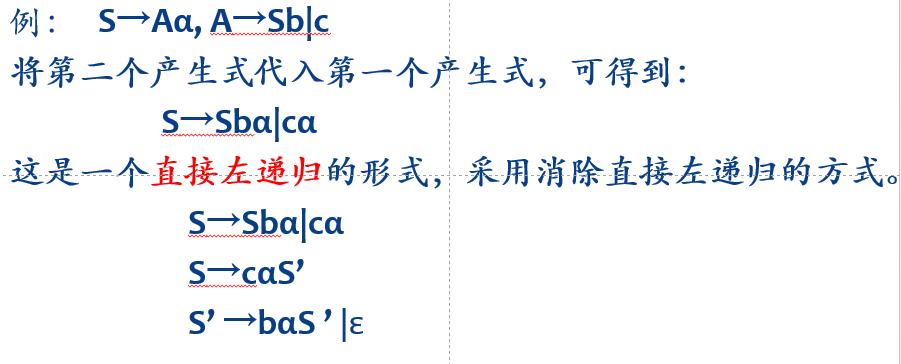 例： S→Aα, A→Sb|c
将第二个产生式代入第一个产生式，可得到：
S→Sbα|cα
这是一个直接左递归的形式，采用消除直接左递归的方式。
S→Sbα|cα
S→cαS’
S’ →bαS ’ |ε